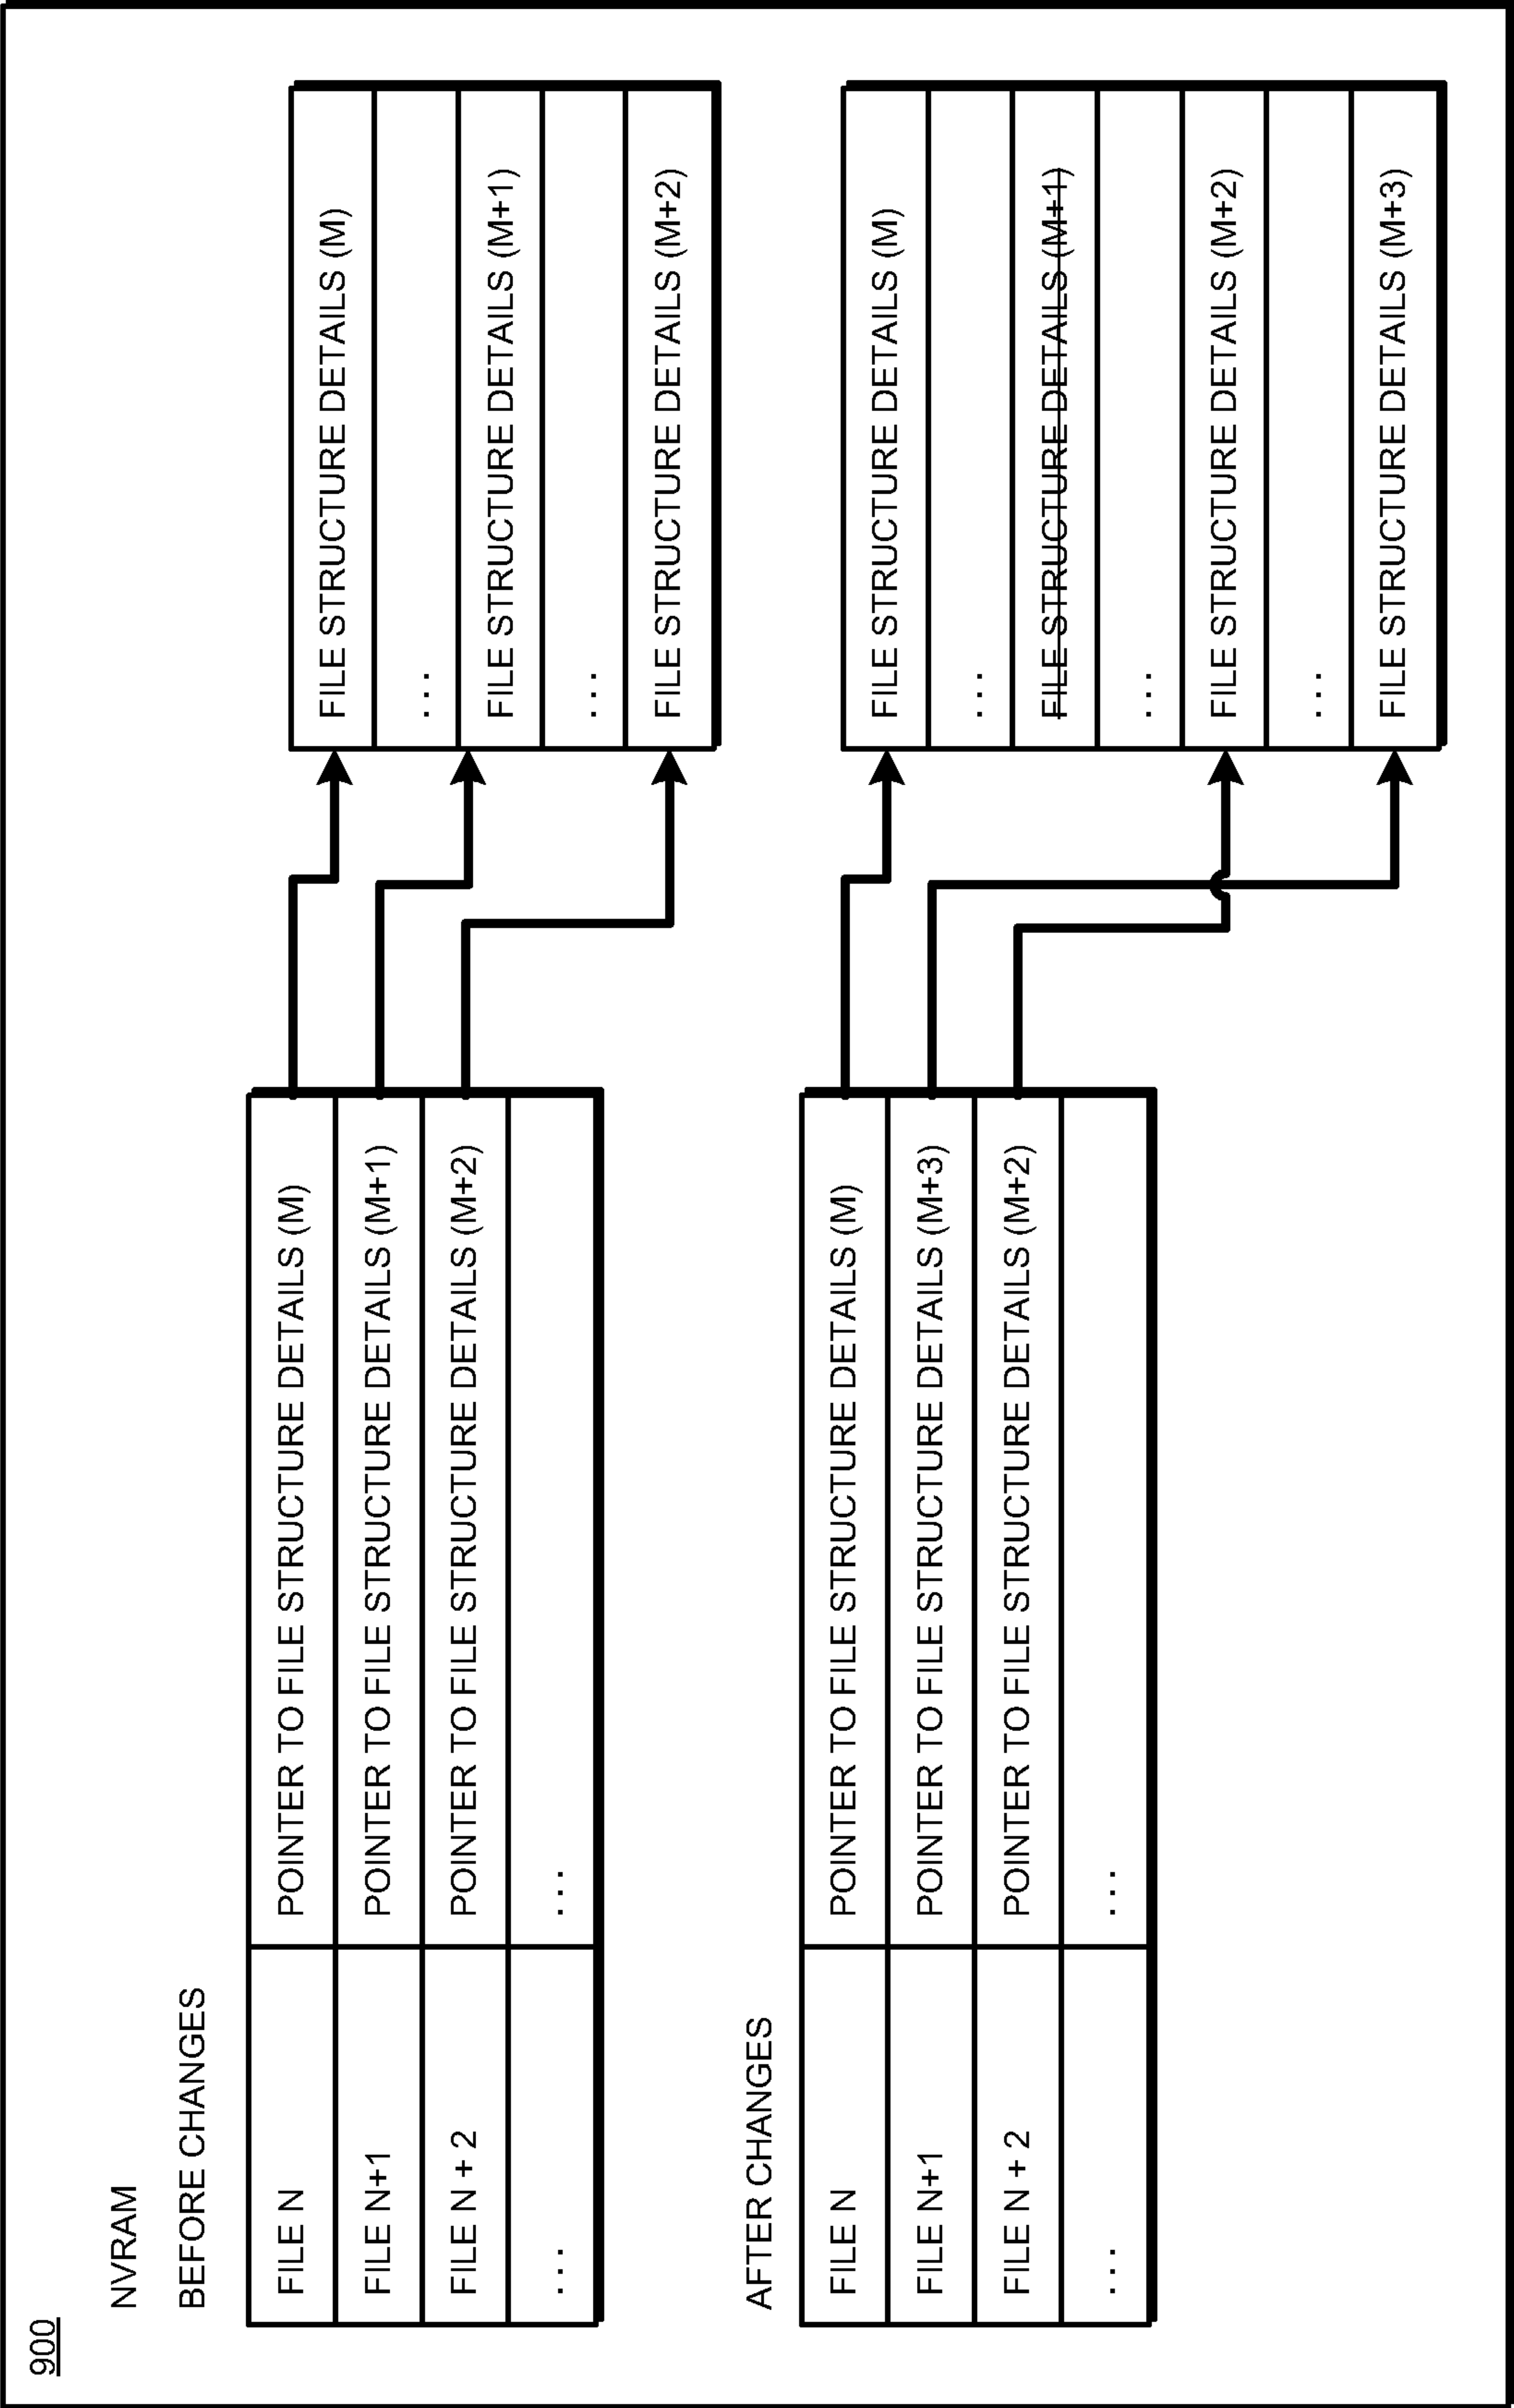 900
NVRAM
BEFORE CHANGES
FILE N POINTER TO FILE STRUCTURE DETAILS (M)
FILE N+1 POINTER TO FILE STRUCTURE DETAILS (M+1)
FILE N + 2 POINTER TO FILE STRUCTURE DETAILS (M+2)
... ...
FILE STRUCTURE DETAILS (M)
...
FILE STRUCTURE DETAILS (M+1)
...
FILE STRUCTURE DETAILS (M+2)
AFTER CHANGES
FILE N POINTER TO FILE STRUCTURE DETAILS (M)
FILE N+1 POINTER TO FILE STRUCTURE DETAILS (M+3)
FILE N + 2 POINTER TO FILE STRUCTURE DETAILS (M+2)
... ...
FILE STRUCTURE DETAILS (M)
...
FILE STRUCTURE DETAILS (M+1)
...
FILE STRUCTURE DETAILS (M+2)
...
FILE STRUCTURE DETAILS (M+3)